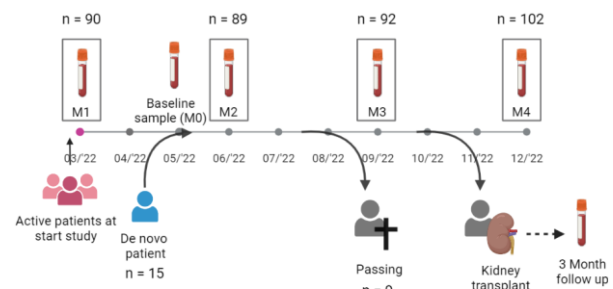 n = 90
n = 89
n = 92
n = 102
M1
Baseline
sample (M0)
M2
M3
M4
03/'22
04/'22
05/'22
06/'22
07/'22
08/'22
09/'22
10/'22
11/'22
12/'22
Active patients at
start study
De novo
patient
n = 15
Passing
Kidney
transplant
3 Month
follow up